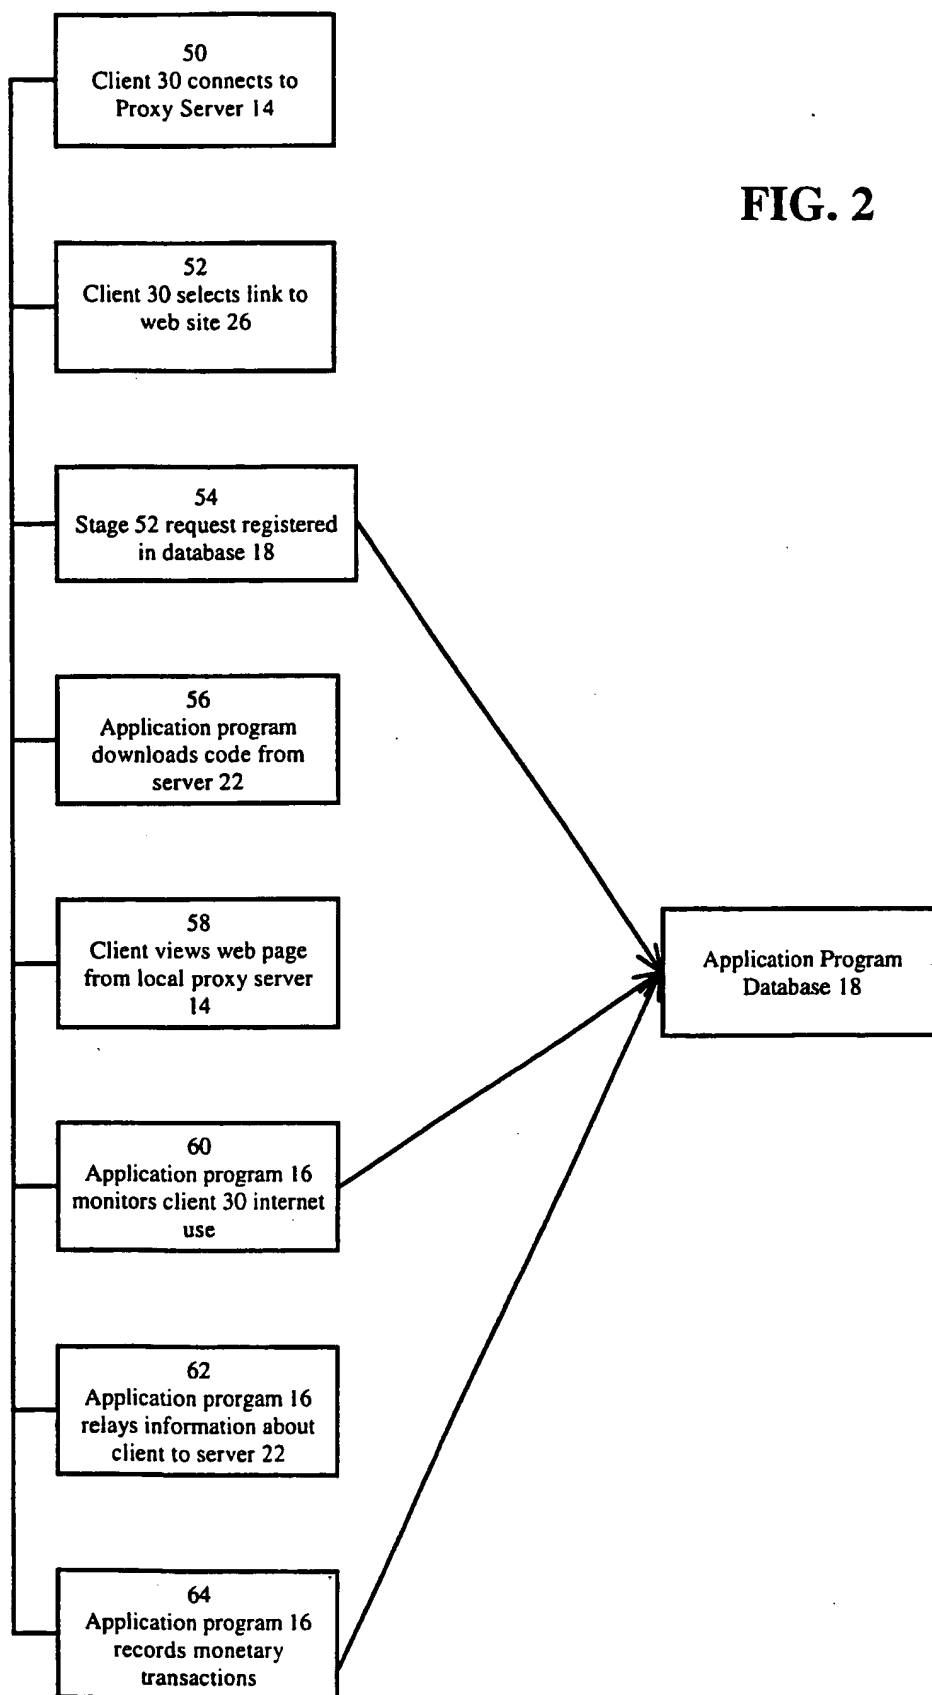 50
Client 30 connects to
Proxy Server 14
FIG. 2
52
Client 30 selects link to
web site 26
54
Stage 52 request registered
in database 18
56
Application program
downloads code from
server 22
58
Client views web page
from local proxy server
14
Application Program
Database 18
60
Application program 16
monitors client 30 internet
use
62
Application prorgam 16
relays information about
client to server 22
64
Application program 16
records monetary
transactions